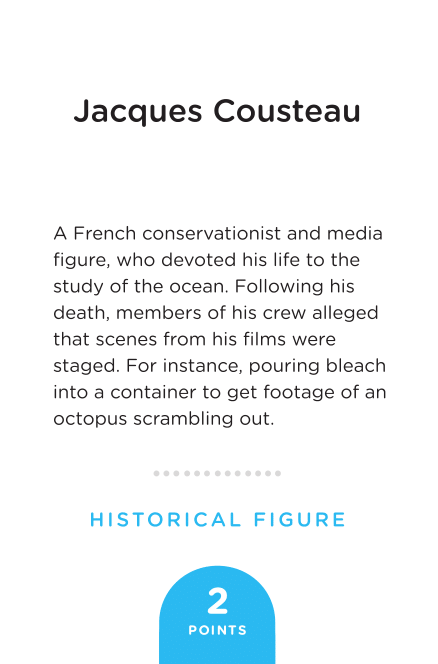 Jacques Cousteau
A French conservationist and media
figure, who devoted his life to the
study of the ocean. Following his
death, members of his crew alleged
that scenes from his films were
staged. For instance, pouring bleach
into a container to get footage of an
octopus scrambling out.
HISTORICAL FIGURE
2
POINTS